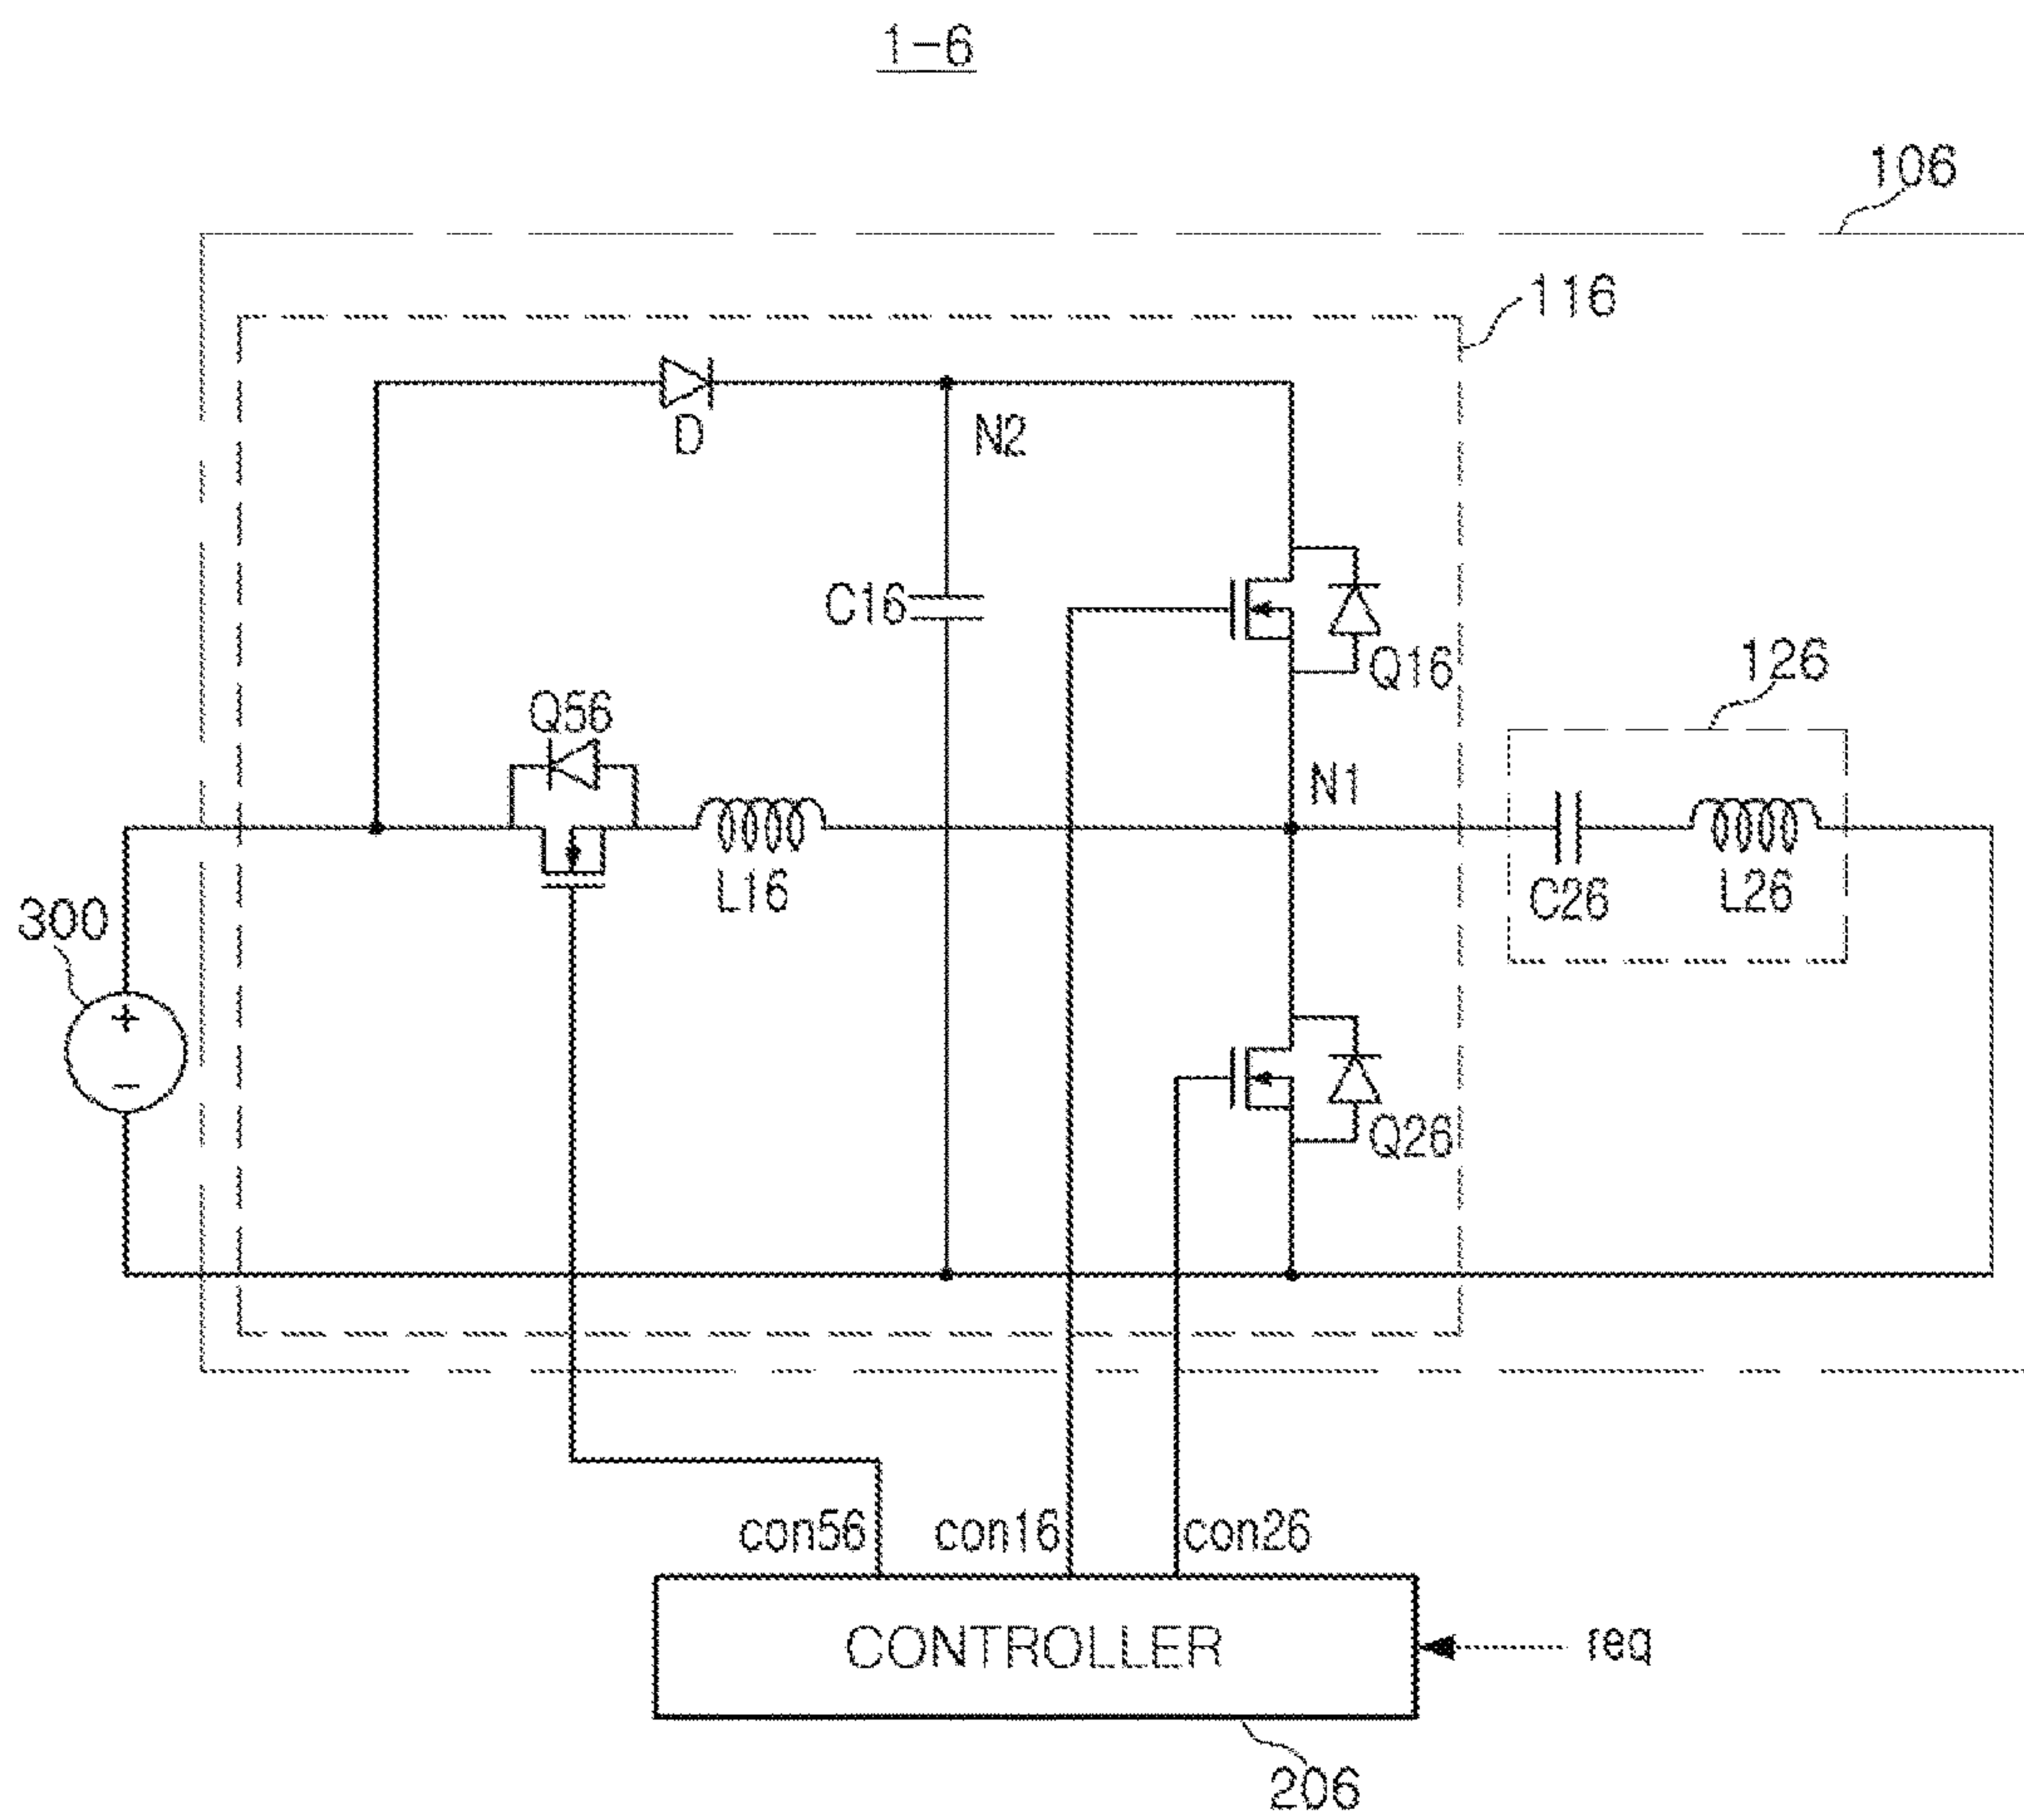 1-6
106
116
D
N2
C16
Q16
126
Q56
N1
L16
C26
L26
300
+
-
Q26
con56
con16
con26
CONTROLLER
req
206